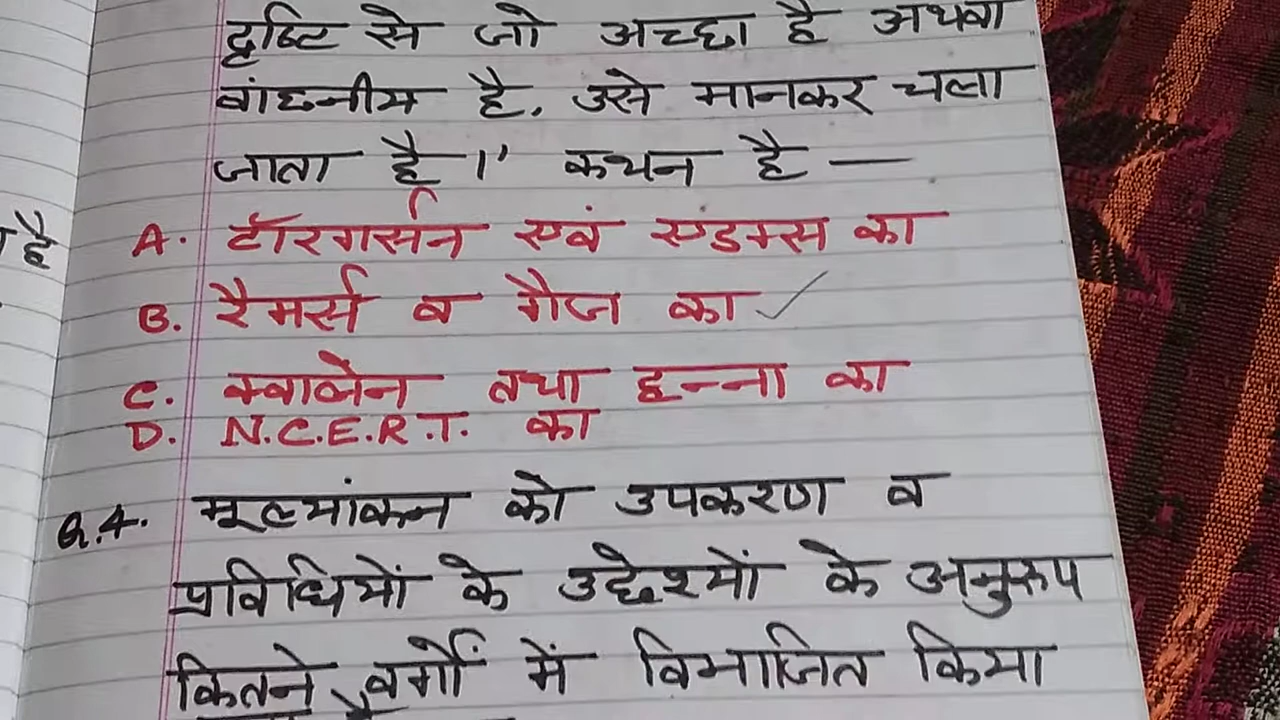 दृष्टि से जो अच्छा है अथवा
वांछनीय है, उसे मानकर चला
जाता है।' कथन है —
A. टॉरगर्सन एवं एडम्स का
B. रैमर्स व गैज का ✓
C. क्वालेन तथा हन्ना का
D. N.C.E.R.T. का
Q.4. मूल्यांकन को उपकरण व
प्रविधियों के उद्देश्यों के अनुरूप
कितने वर्गों में विभाजित किया
है